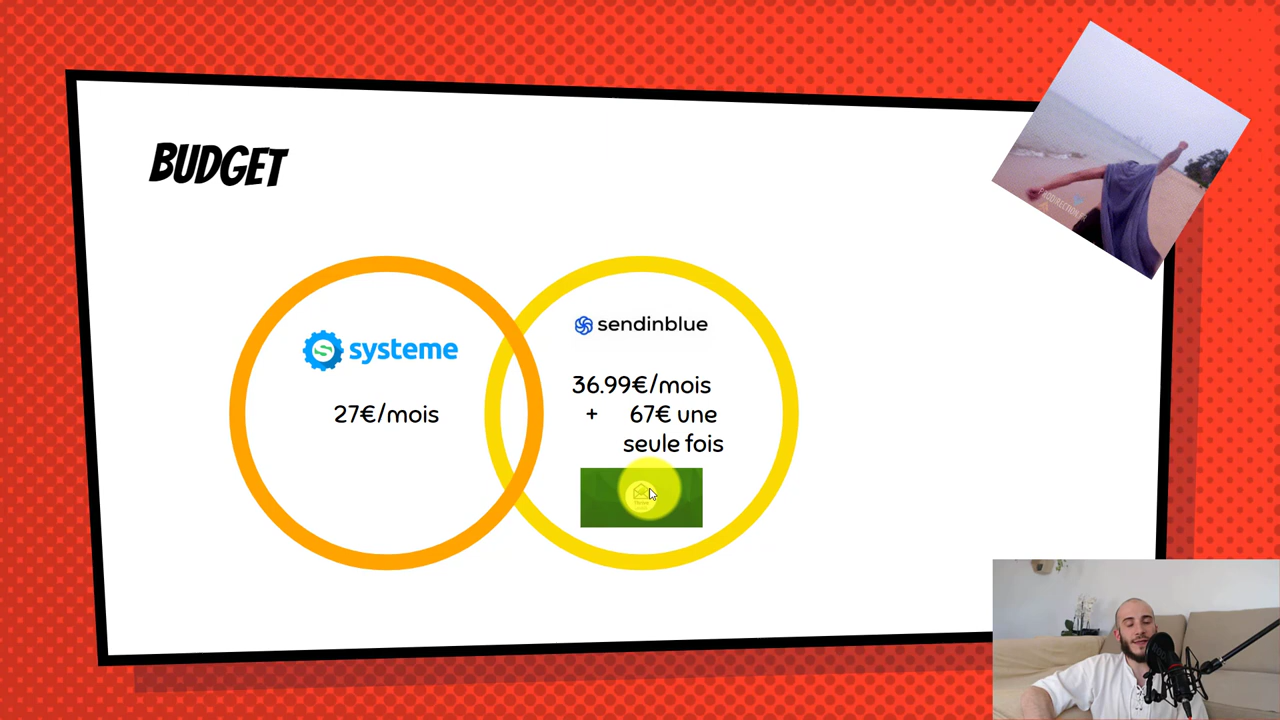 BUDGET
systeme
27€/mois
sendinblue
36.99€/mois
+ 67€ une
seule fois